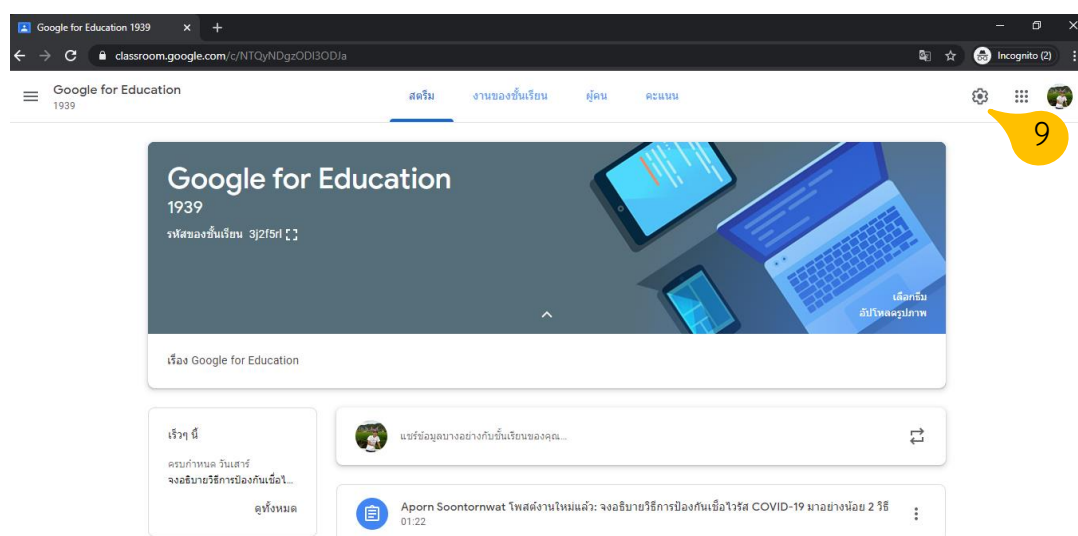 Google for Education 1939
classroom.google.com/c/NTQyNDgzODI3ODJa
Incognito (2)
Google for Education
1939
สตรีม งานของชั้นเรียน ผู้คน คะแนน
9
Google for Education
1939
รหัสของชั้นเรียน 3j2f5rl
เลือกธีม
อัปโหลดรูปภาพ
เรื่อง Google for Education
เร็วๆ นี้
ครบกำหนด วันเสาร์
จงอธิบายวิธีการป้องกันเชื้อไ...
ดูทั้งหมด
แชร์ข้อมูลบางอย่างกับชั้นเรียนของคุณ...
Aporn Soontornwat โพสต์งานใหม่แล้ว: จงอธิบายวิธีการป้องกันเชื้อไวรัส COVID-19 มาอย่างน้อย 2 วิธี
01:22